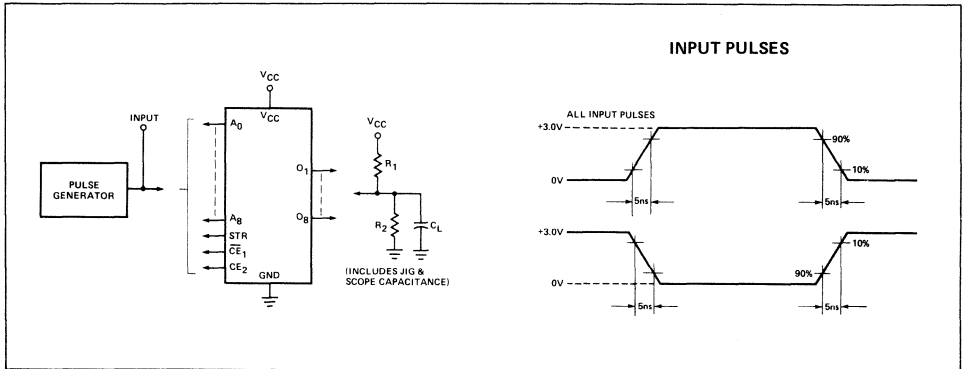 INPUT PULSES
VCC
INPUT
VCC
A0
VCC
R1
O1
PULSE
GENERATOR
A8
O8
R2
CL
STR
CE1
CE2
GND
(INCLUDES JIG &
SCOPE CAPACITANCE)
ALL INPUT PULSES
+3.0V
90%
10%
0V
5ns
5ns
+3.0V
10%
90%
0V
5ns
5ns